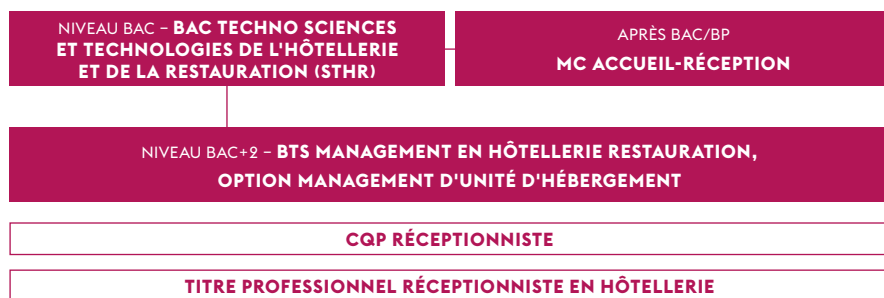 NIVEAU BAC – BAC TECHNO SCIENCES
ET TECHNOLOGIES DE L'HÔTELLERIE
ET DE LA RESTAURATION (STHR)
APRÈS BAC/BP
MC ACCUEIL-RÉCEPTION
NIVEAU BAC+2 – BTS MANAGEMENT EN HÔTELLERIE RESTAURATION,
OPTION MANAGEMENT D'UNITÉ D'HÉBERGEMENT
CQP RÉCEPTIONNISTE
TITRE PROFESSIONNEL RÉCEPTIONNISTE EN HÔTELLERIE